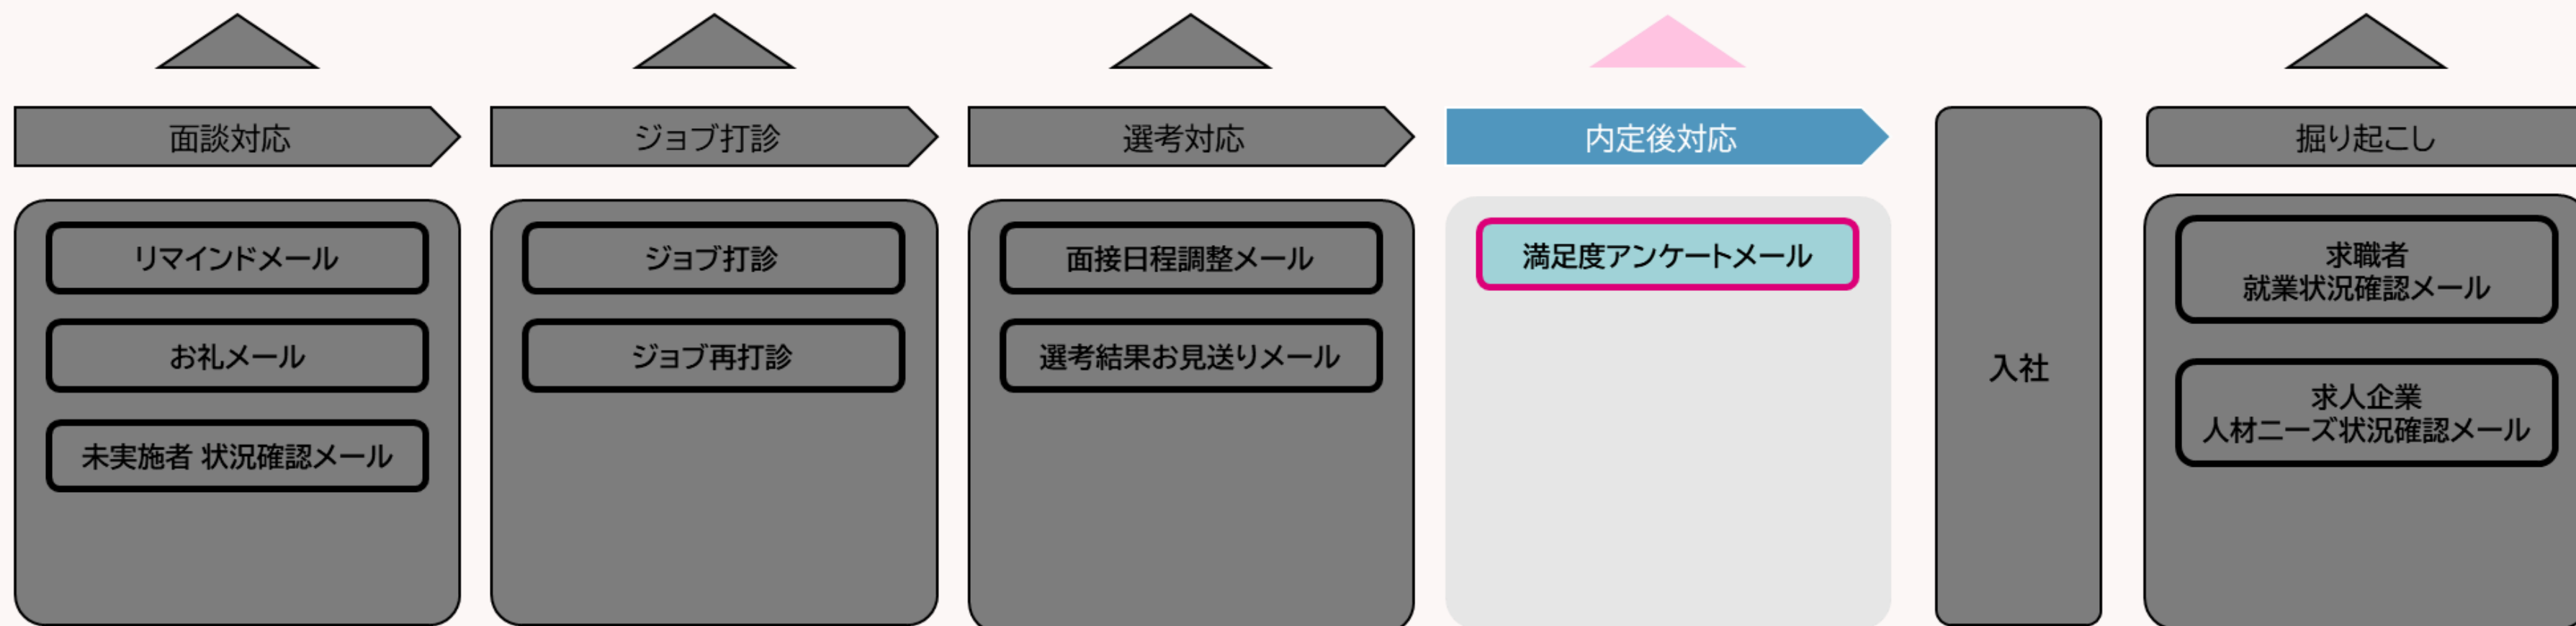 面談対応
ジョブ打診
選考対応
内定後対応
掘り起こし
リマインドメール
お礼メール
未実施者 状況確認メール
ジョブ打診
ジョブ再打診
面接日程調整メール
選考結果お見送りメール
満足度アンケートメール
入社
求職者
就業状況確認メール
求人企業
人材ニーズ状況確認メール